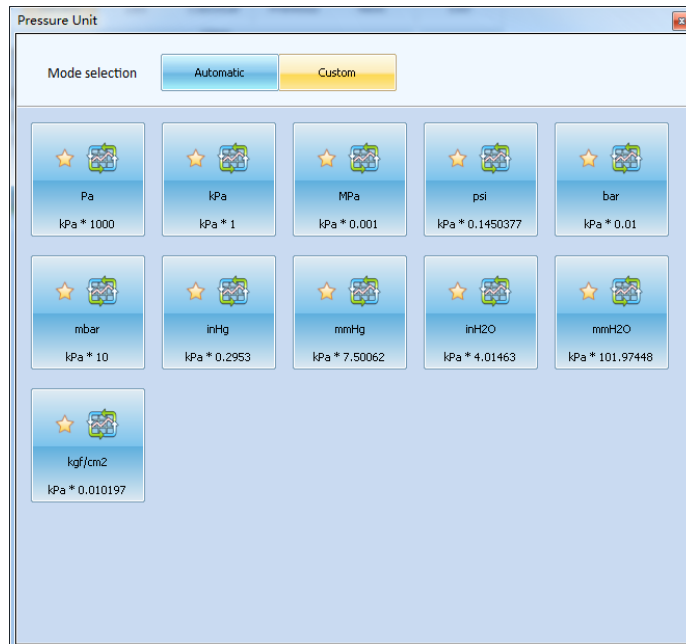 Pressure Unit
Mode selection
Automatic
Custom
Pa
kPa
MPa
psi
bar
kPa * 1000
kPa * 1
kPa * 0.001
kPa * 0.1450377
kPa * 0.01
mbar
inHg
mmHg
inH2O
mmH2O
kPa * 10
kPa * 0.2953
kPa * 7.50062
kPa * 4.01463
kPa * 101.97448
kgf/cm2
kPa * 0.010197